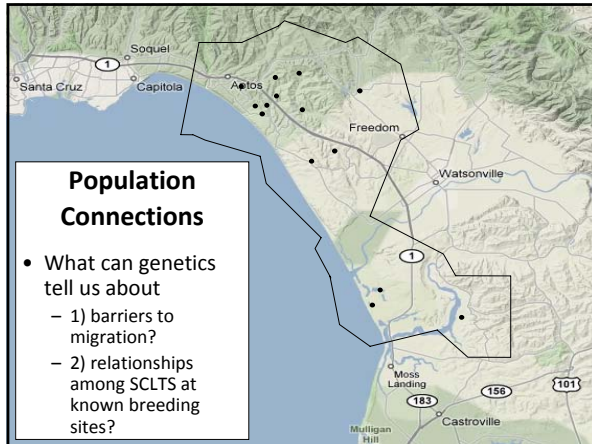 Soquel
1
Santa Cruz
Capitola
Aptos
Freedom
Watsonville
Population
Connections
• What can genetics
tell us about
– 1) barriers to
migration?
– 2) relationships
among SCLTS at
known breeding
sites?
1
Moss
Landing
156
101
183
Castroville
Mulligan
Hill